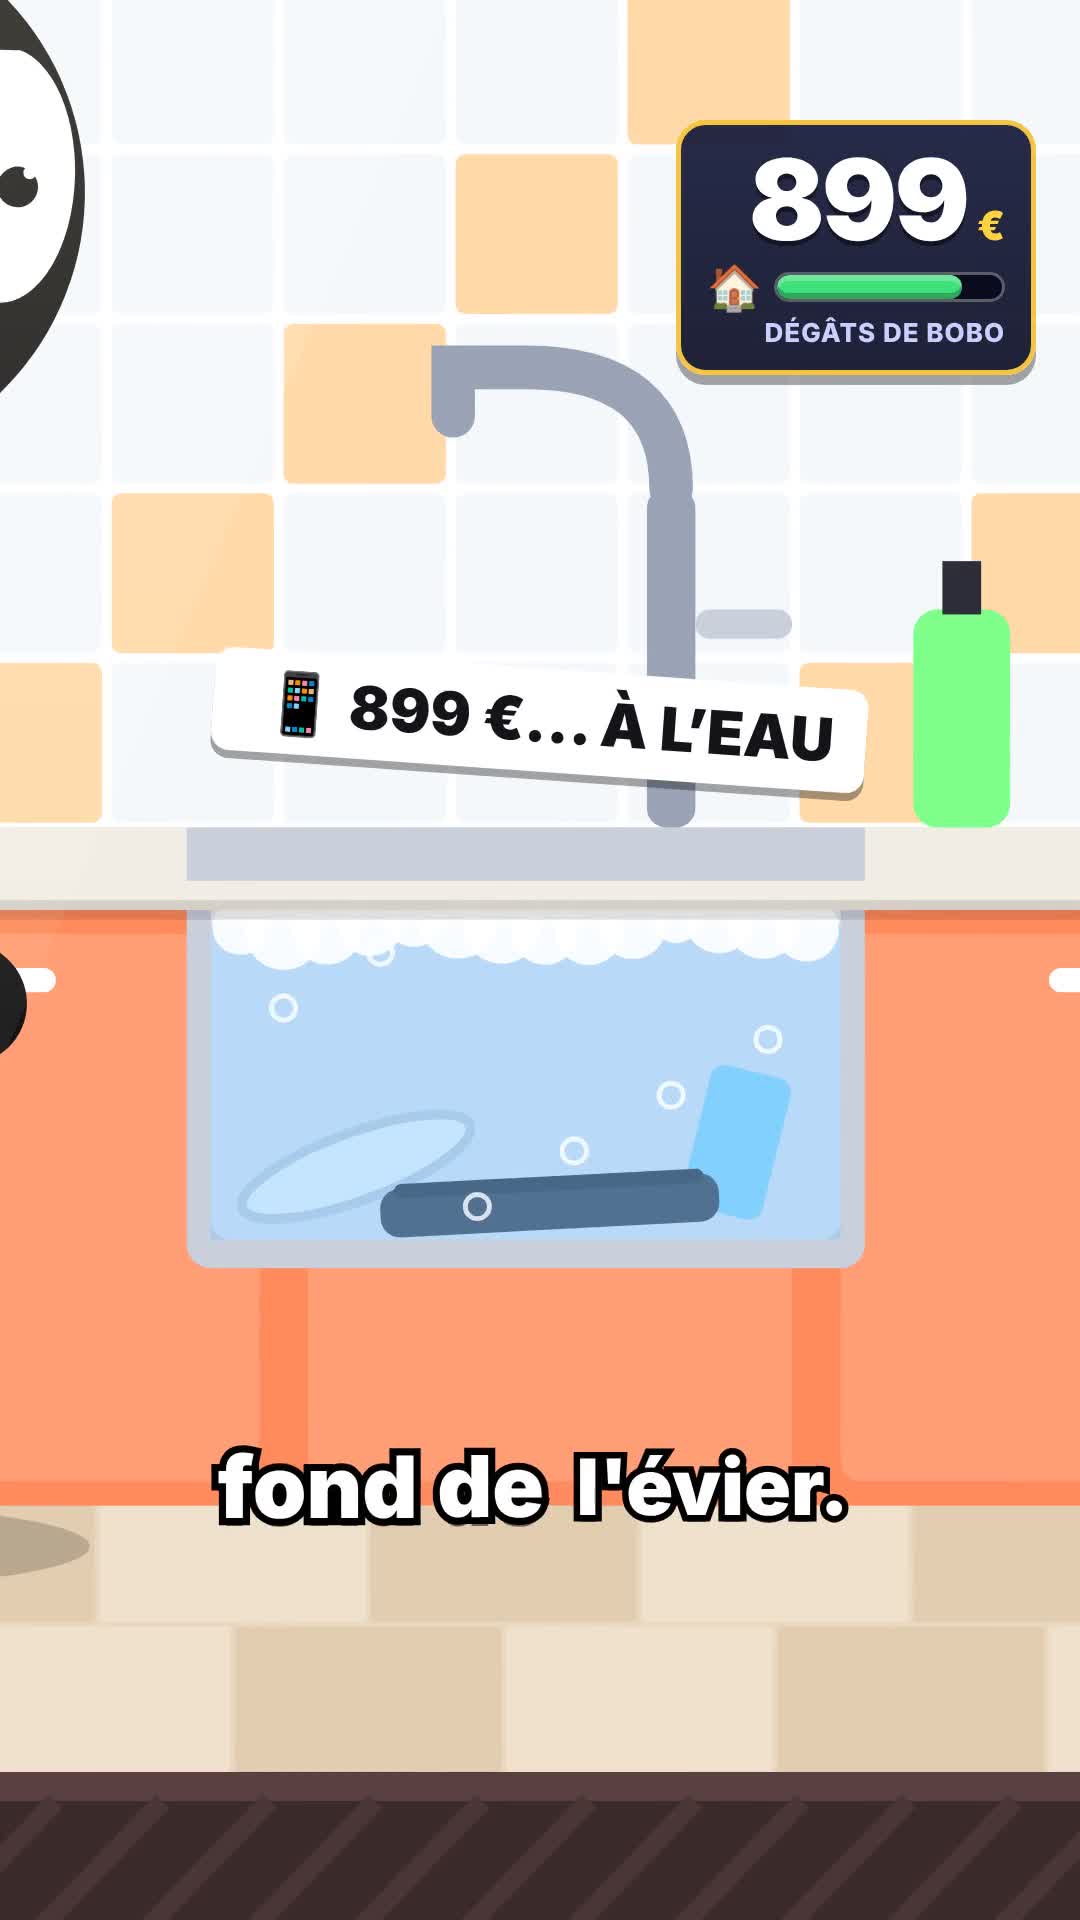 899 €
DÉGÂTS DE BOBO
899 €... À L’EAU
fond de l'évier.